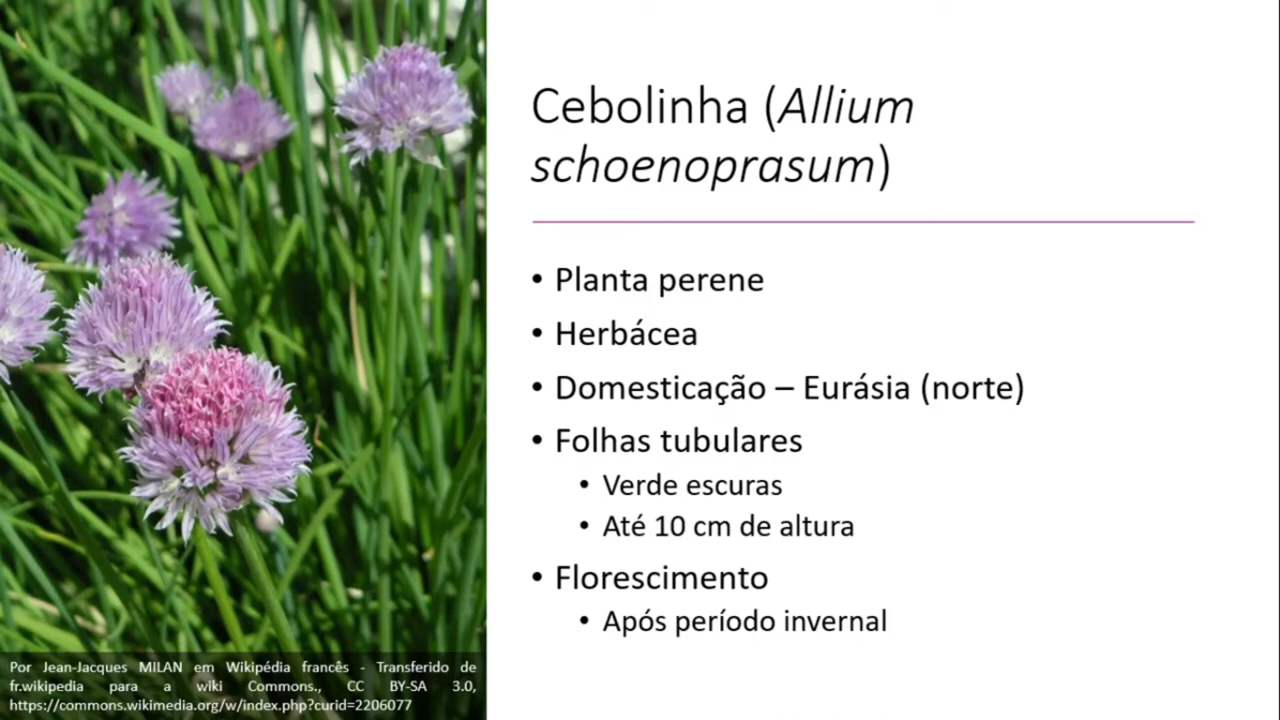 Cebolinha (Allium
schoenoprasum)
• Planta perene
• Herbácea
• Domesticação – Eurásia (norte)
• Folhas tubulares
• Verde escuras
• Até 10 cm de altura
• Florescimento
• Após período invernal
Por Jean-Jacques MILAN em Wikipédia francês - Transferido de
fr.wikipedia para a wiki Commons., CC BY-SA 3.0,
https://commons.wikimedia.org/w/index.php?curid=2206077